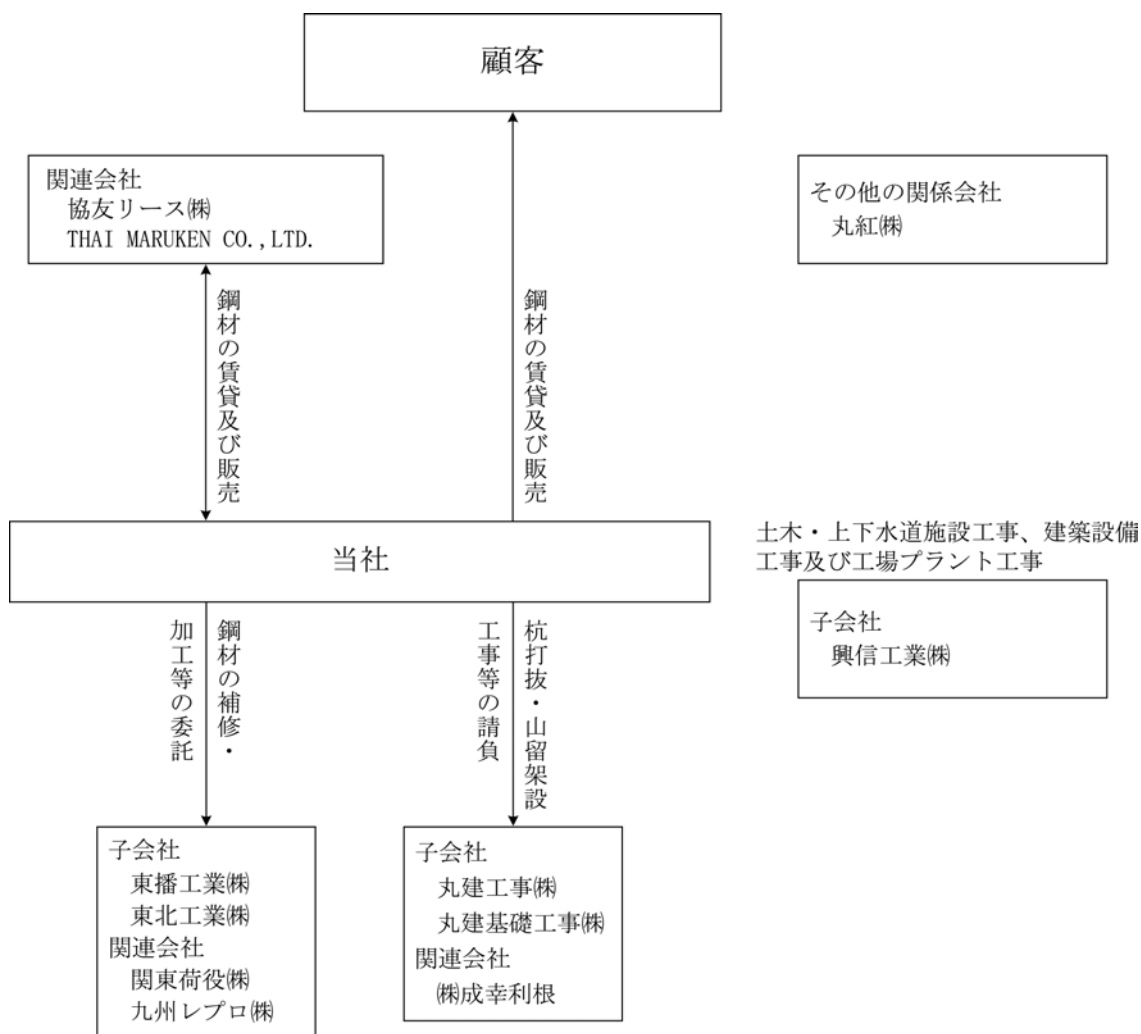 顧客
関連会社
協友リース㈱
THAI MARUKEN CO.,LTD.
その他の関係会社
丸紅㈱
鋼材の賃貸及び販売
鋼材の賃貸及び販売
当社
土木・上下水道施設工事、建築設備
工事及び工場プラント工事
子会社
興信工業㈱
鋼材の補修・
加工等の委託
杭打抜・山留架設
工事等の請負
子会社
東播工業㈱
東北工業㈱
関連会社
関東荷役㈱
九州レプロ㈱
子会社
丸建工事㈱
丸建基礎工事㈱
関連会社
㈱成幸利根